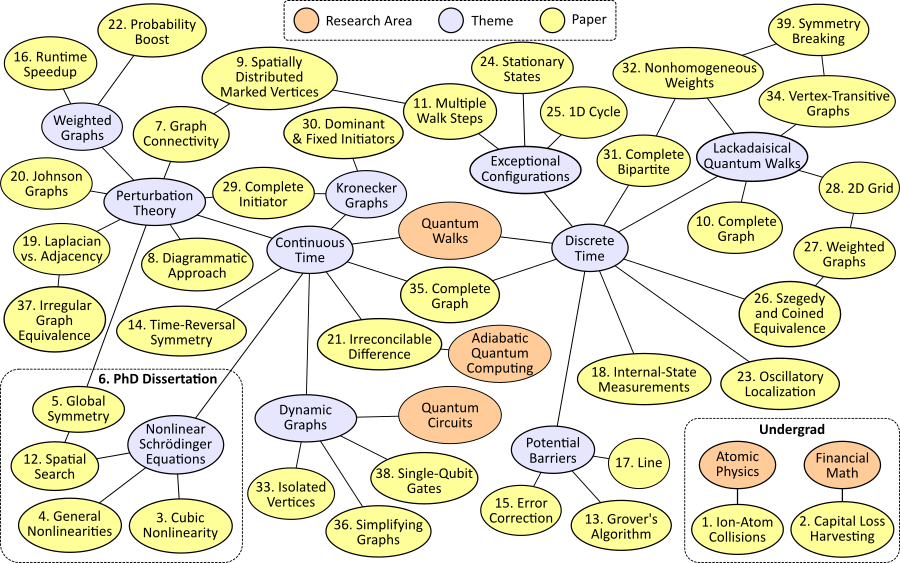 Research Area
Theme
Paper
22. Probability
Boost
16. Runtime
Speedup
Weighted
Graphs
9. Spatially
Distributed
Marked Vertices
7. Graph
Connectivity
30. Dominant
& Fixed Initiators
11. Multiple
Walk Steps
24. Stationary
States
25. 1D Cycle
Exceptional
Configurations
39. Symmetry
Breaking
32. Nonhomogeneous
Weights
34. Vertex-Transitive
Graphs
31. Complete
Bipartite
Lackadaisical
Quantum Walks
28. 2D Grid
10. Complete
Graph
27. Weighted
Graphs
26. Szegedy
and Coined
Equivalence
20. Johnson
Graphs
Perturbation
Theory
29. Complete
Initiator
Kronecker
Graphs
19. Laplacian
vs. Adjacency
8. Diagrammatic
Approach
Continuous
Time
Quantum
Walks
Discrete
Time
37. Irregular
Graph
Equivalence
14. Time-Reversal
Symmetry
35. Complete
Graph
21. Irreconcilable
Difference
Adiabatic
Quantum
Computing
18. Internal-State
Measurements
23. Oscillatory
Localization
6. PhD Dissertation
5. Global
Symmetry
12. Spatial
Search
Nonlinear
Schrödinger
Equations
4. General
Nonlinearities
3. Cubic
Nonlinearity
Dynamic
Graphs
Quantum
Circuits
33. Isolated
Vertices
38. Single-Qubit
Gates
36. Simplifying
Graphs
Potential
Barriers
17. Line
15. Error
Correction
13. Grover's
Algorithm
Undergrad
Atomic
Physics
Financial
Math
1. Ion-Atom
Collisions
2. Capital Loss
Harvesting